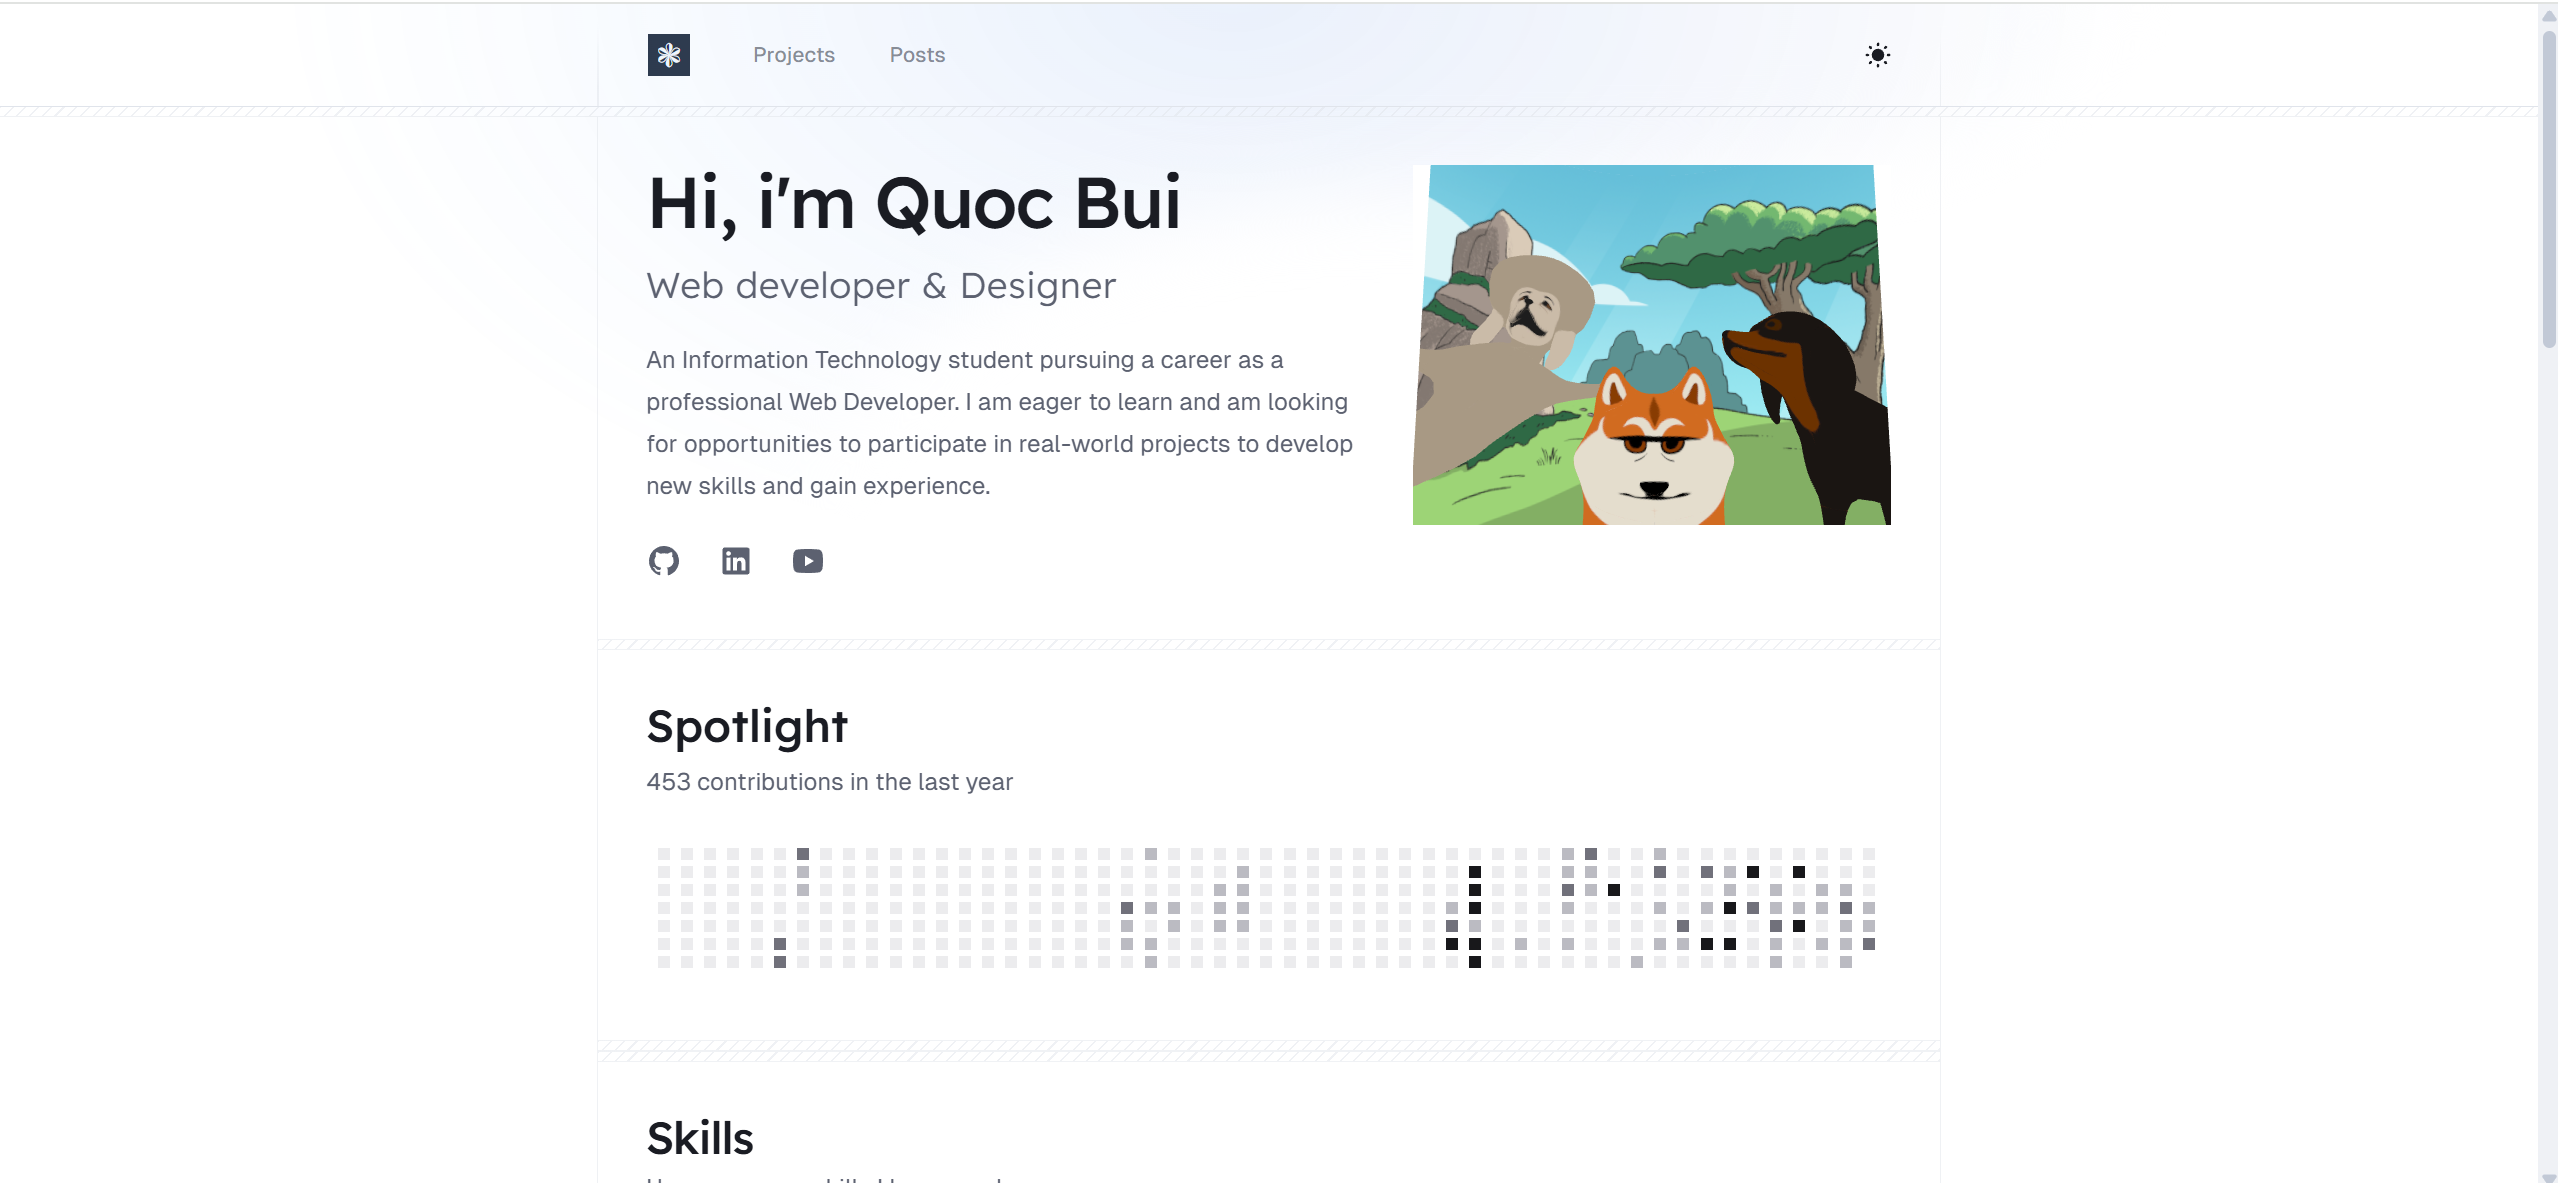 Projects
Posts
Hi, i'm Quoc Bui
Web developer & Designer
An Information Technology student pursuing a career as a
professional Web Developer. I am eager to learn and am looking
for opportunities to participate in real-world projects to develop
new skills and gain experience.
in
Spotlight
453 contributions in the last year
Skills